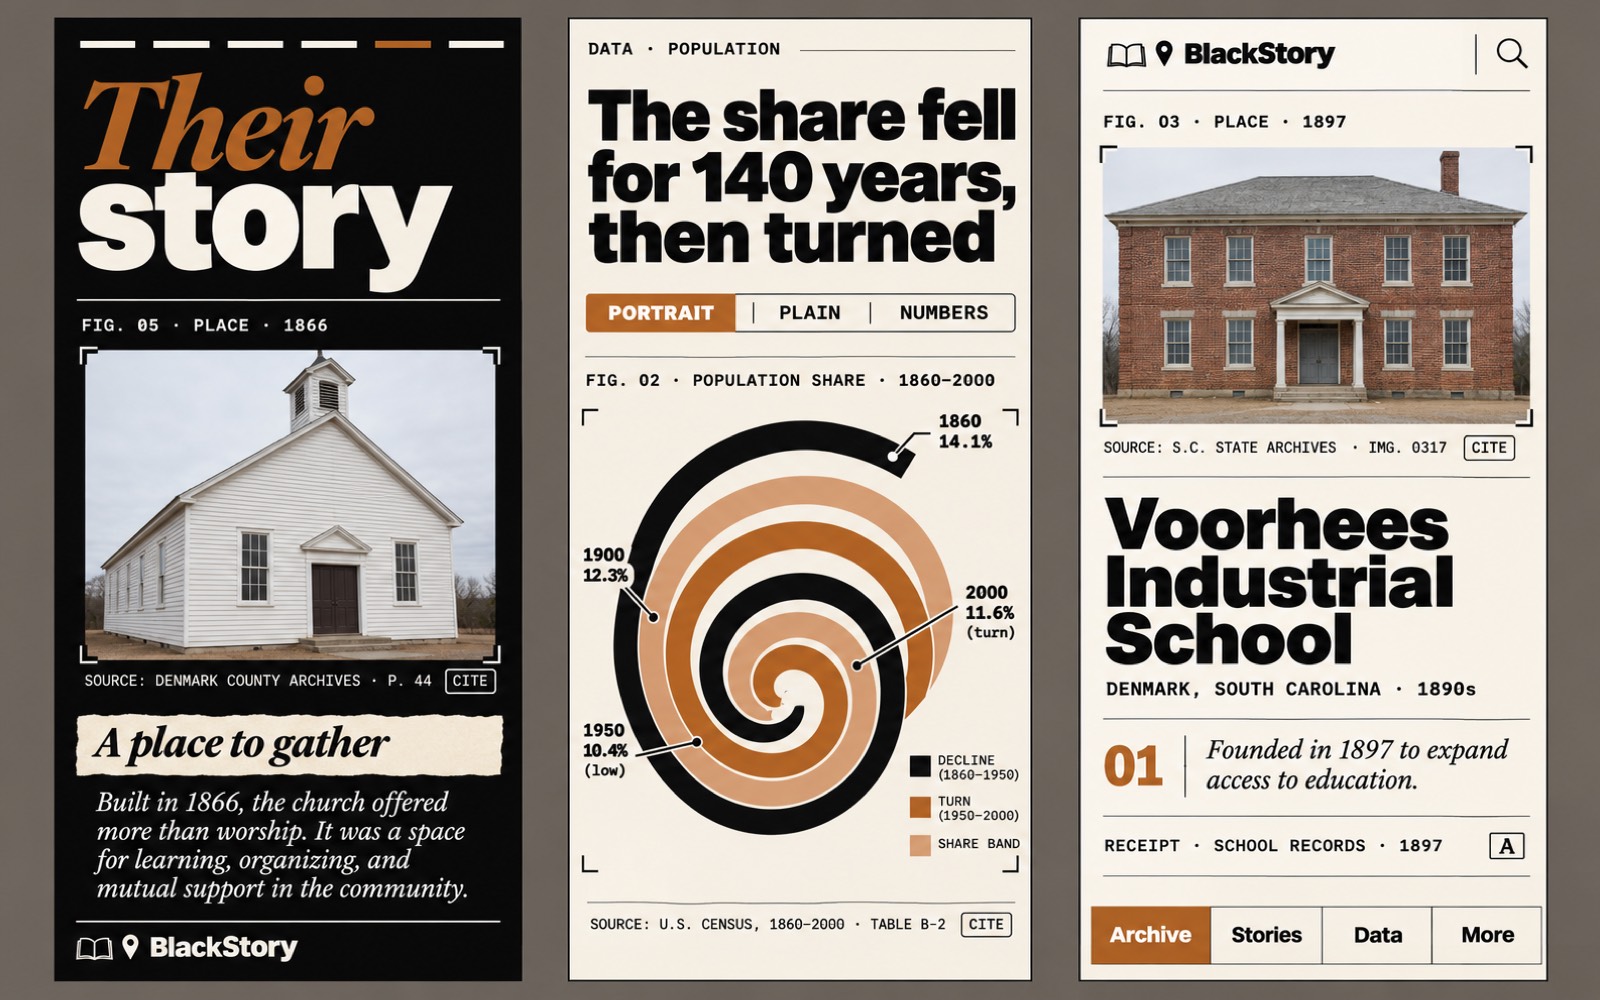 Their
story
FIG. 05 · PLACE · 1866
SOURCE: DENMARK COUNTY ARCHIVES · P. 44 CITE
A place to gather
Built in 1866, the church offered
more than worship. It was a space
for learning, organizing, and
mutual support in the community.
BlackStory
DATA · POPULATION
The share fell
for 140 years,
then turned
PORTRAIT | PLAIN | NUMBERS
FIG. 02 · POPULATION SHARE · 1860–2000
1860
14.1%
1900
12.3%
2000
11.6%
(turn)
1950
10.4%
(low)
DECLINE
(1860–1950)
TURN
(1950–2000)
SHARE BAND
SOURCE: U.S. CENSUS, 1860–2000 · TABLE B-2 CITE
BlackStory
FIG. 03 · PLACE · 1897
SOURCE: S.C. STATE ARCHIVES · IMG. 0317 CITE
Voorhees
Industrial
School
DENMARK, SOUTH CAROLINA · 1890s
01
Founded in 1897 to expand
access to education.
RECEIPT · SCHOOL RECORDS · 1897 A
Archive Stories Data More